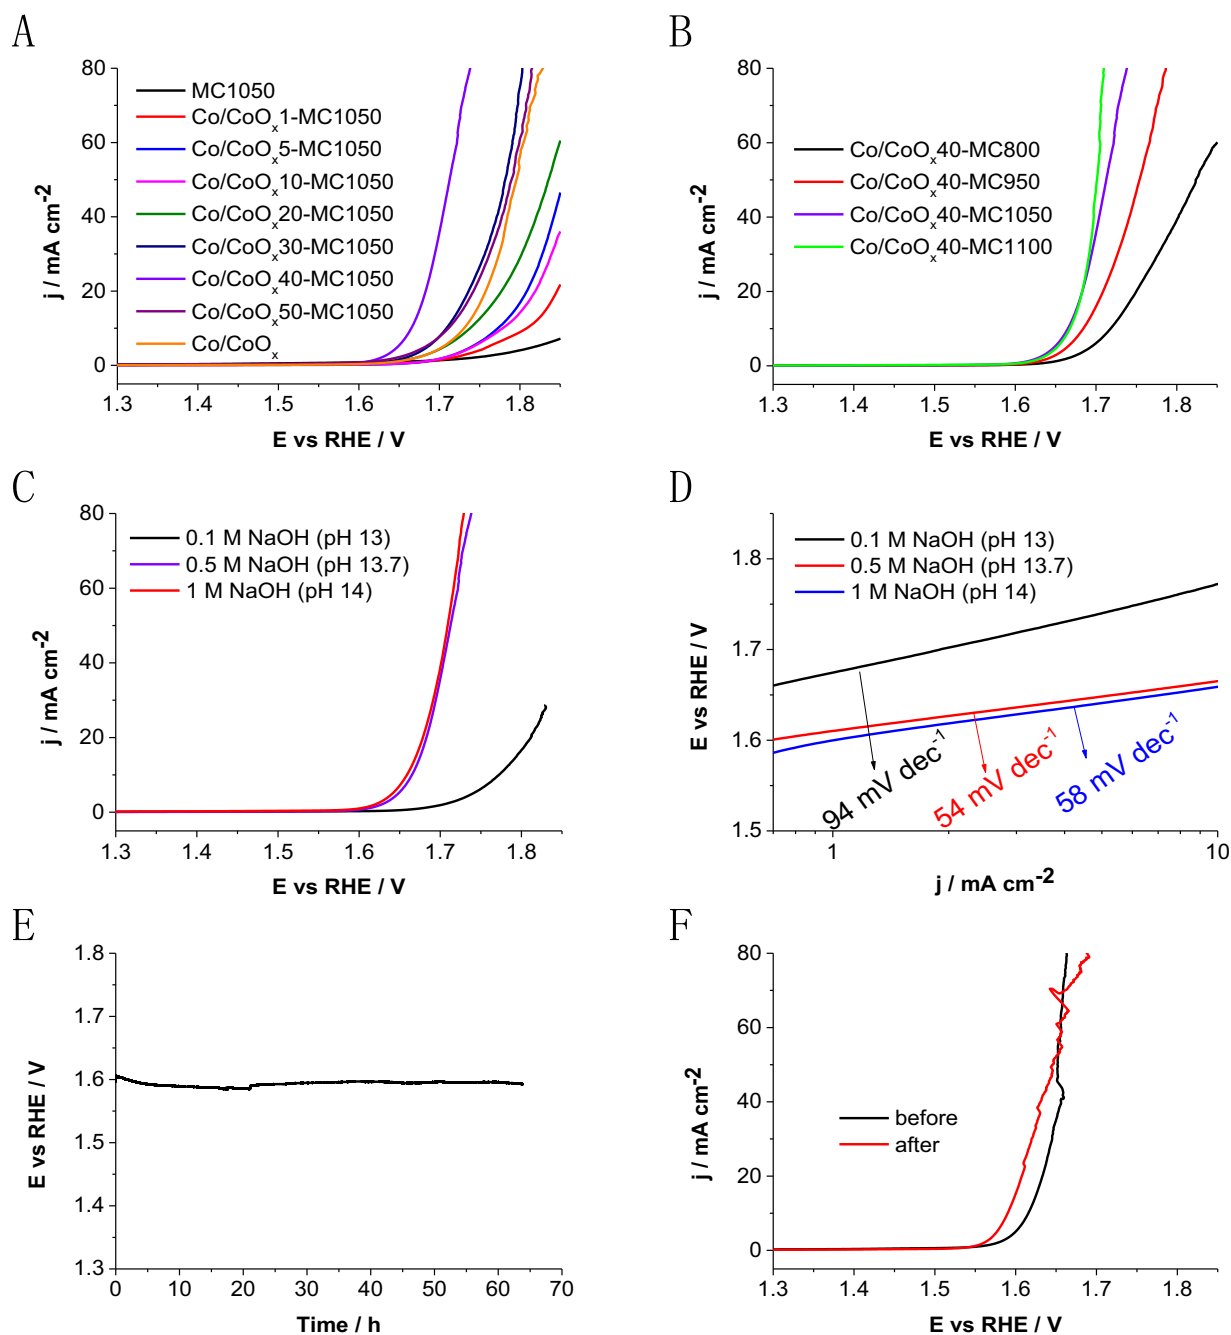 A
80
60
40
20
0
j / mA cm-2
MC1050
Co/CoOx1-MC1050
Co/CoOx5-MC1050
Co/CoOx10-MC1050
Co/CoOx20-MC1050
Co/CoOx30-MC1050
Co/CoOx40-MC1050
Co/CoOx50-MC1050
Co/CoOx
1.3 1.4 1.5 1.6 1.7 1.8
E vs RHE / V
B
80
60
40
20
0
j / mA cm-2
Co/CoOx40-MC800
Co/CoOx40-MC950
Co/CoOx40-MC1050
Co/CoOx40-MC1100
1.3 1.4 1.5 1.6 1.7 1.8
E vs RHE / V
C
80
60
40
20
0
j / mA cm-2
0.1 M NaOH (pH 13)
0.5 M NaOH (pH 13.7)
1 M NaOH (pH 14)
1.3 1.4 1.5 1.6 1.7 1.8
E vs RHE / V
D
1.8
1.7
1.6
1.5
E vs RHE / V
0.1 M NaOH (pH 13)
0.5 M NaOH (pH 13.7)
1 M NaOH (pH 14)
94 mV dec-1
54 mV dec-1
58 mV dec-1
1 10
j / mA cm-2
E
1.8
1.7
1.6
1.5
1.4
1.3
E vs RHE / V
0 10 20 30 40 50 60 70
Time / h
F
80
60
40
20
0
j / mA cm-2
before
after
1.3 1.4 1.5 1.6 1.7 1.8
E vs RHE / V